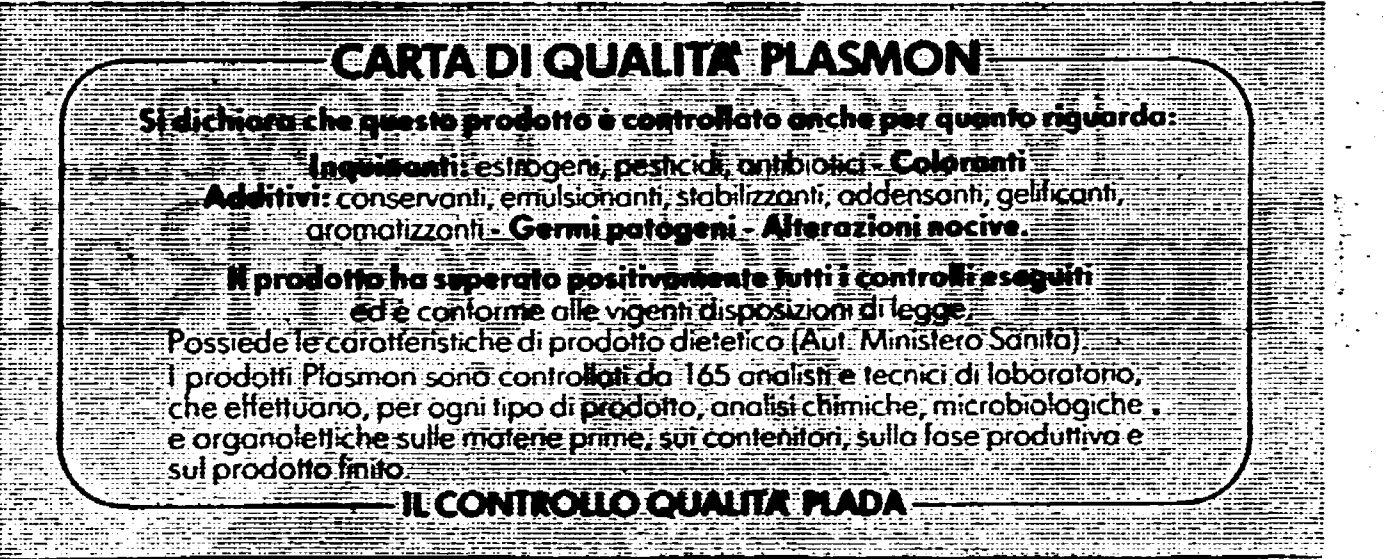 CARTA DI QUALITA' PLASMON
Si dichiara che questo prodotto è controllato anche per quanto riguarda:
Inquinanti: estrogeni, pesticidi, antibiotici - Coloranti
Additivi: conservanti, emulsionanti, stabilizzanti, addensanti, gelificanti,
aromatizzanti - Germi patogeni - Alterazioni nocive.
Il prodotto ha superato positivamente tutti i controlli eseguiti
ed è conforme alle vigenti disposizioni di legge.
Possiede le caratteristiche di prodotto dietetico (Aut. Ministero Sanità).
I prodotti Plasmon sono controllati da 165 analisti e tecnici di laboratorio,
che effettuano, per ogni tipo di prodotto, analisi chimiche, microbiologiche
e organolettiche sulle materie prime, sui contenitori, sulla fase produttiva e
sul prodotto finito.
IL CONTROLLO QUALITA' PLADA